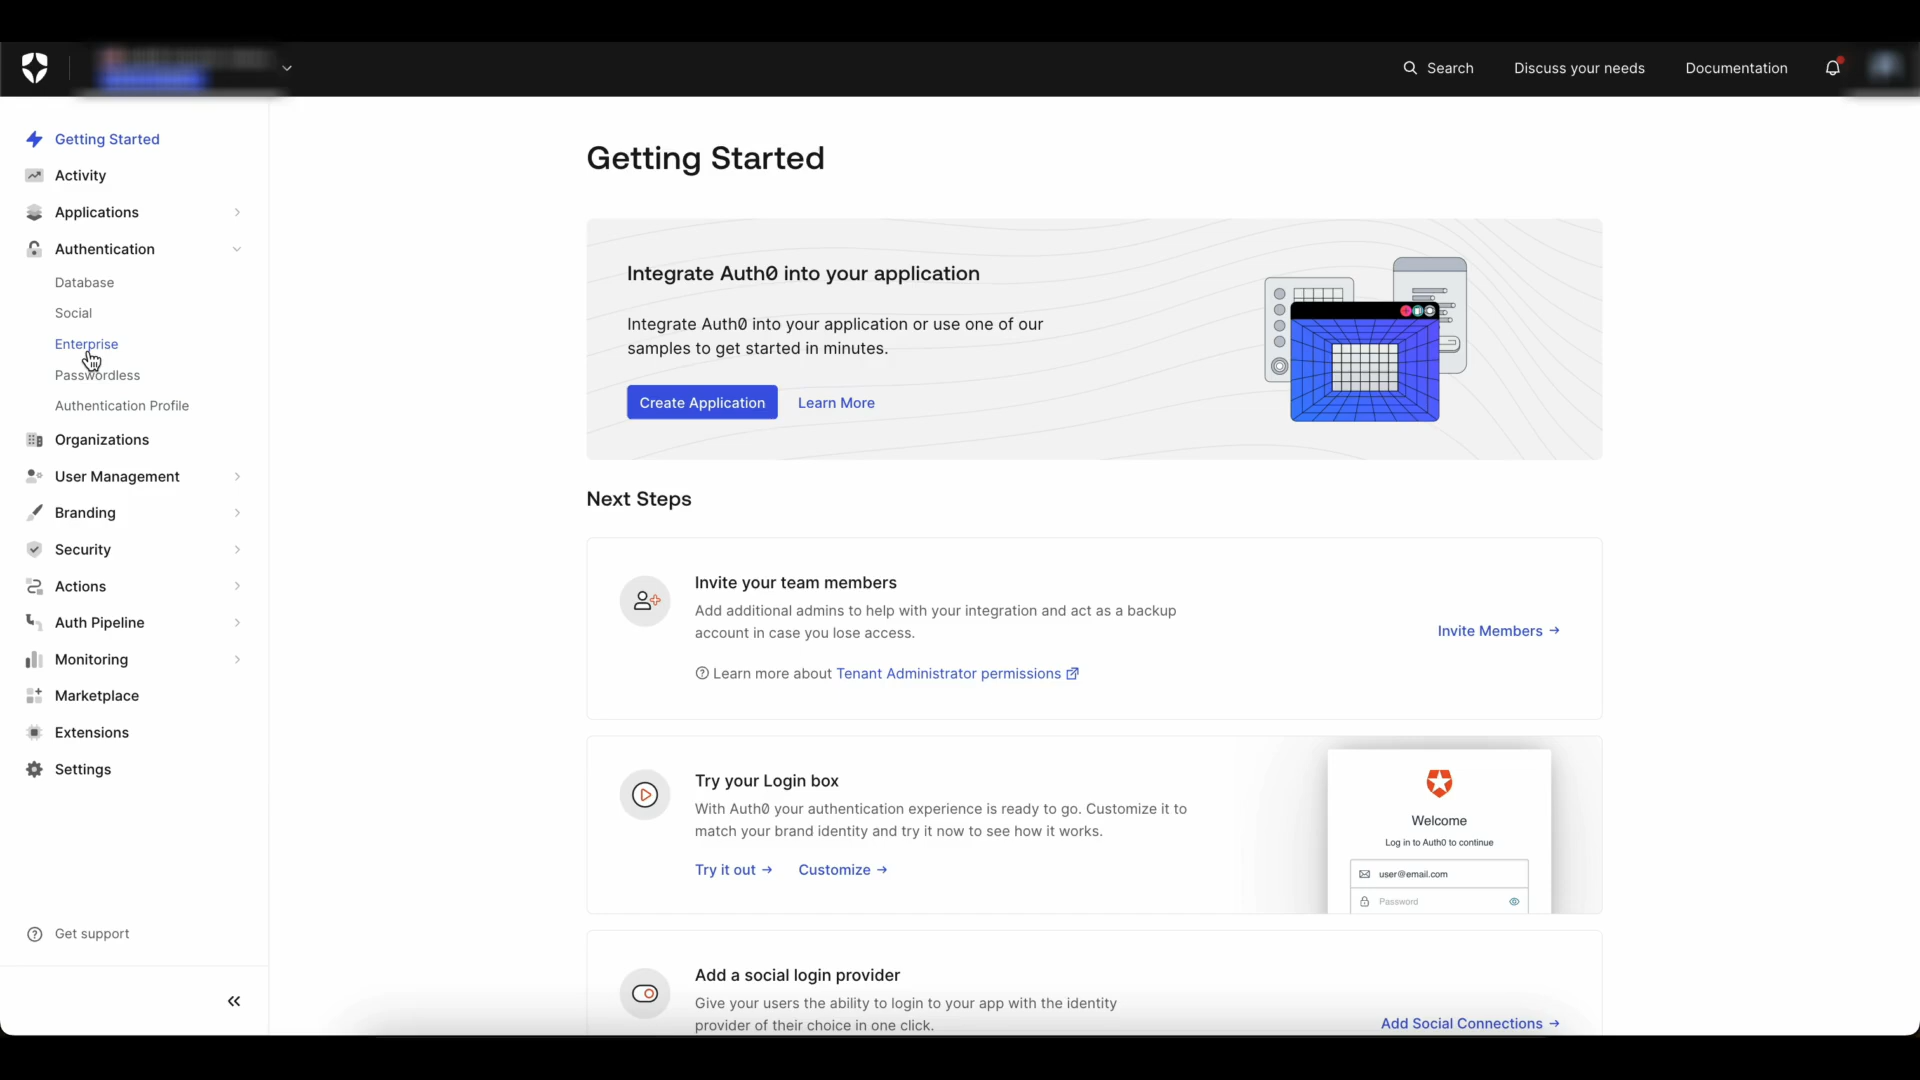 Search
Discuss your needs
Documentation
Getting Started
Activity
Applications
Authentication
Database
Social
Enterprise
Passwordless
Authentication Profile
Organizations
User Management
Branding
Security
Actions
Auth Pipeline
Monitoring
Marketplace
Extensions
Settings
Get support
Getting Started
Integrate Auth0 into your application
Integrate Auth0 into your application or use one of our
samples to get started in minutes.
Create Application
Learn More
Next Steps
Invite your team members
Add additional admins to help with your integration and act as a backup
account in case you lose access.
Learn more about Tenant Administrator permissions
Invite Members →
Try your Login box
With Auth0 your authentication experience is ready to go. Customize it to
match your brand identity and try it now to see how it works.
Try it out →
Customize →
Welcome
Log in to Auth0 to continue
user@email.com
Password
Add a social login provider
Give your users the ability to login to your app with the identity
provider of their choice in one click.
Add Social Connections →